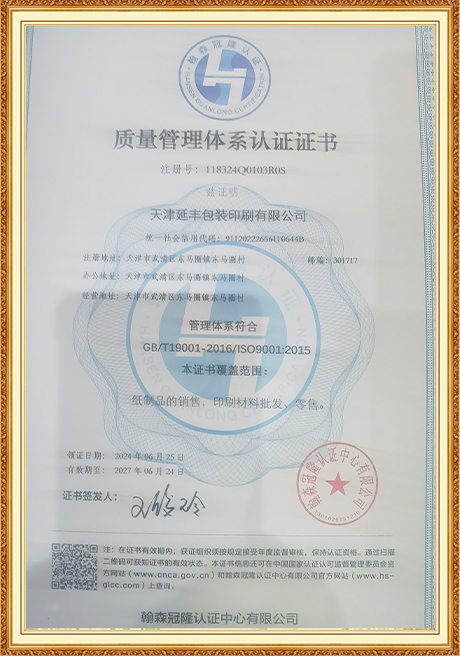 翰森冠隆认证
HANSEN GUANLONG CERTIFICATION
质量管理体系认证证书
注册号：118324Q0103R0S
兹证明
天津延丰包装印刷有限公司
统一社会信用代码：9112022266611064​4B
注册地址：天津市武清区东马圈镇东马圈村 邮编：301717
办公地址：天津市武清区东马圈镇东马圈村
经营地址：天津市武清区东马圈镇东马圈村
管理体系符合
GB/T19001-2016/ISO9001:2015
本证书覆盖范围：
纸制品的销售，印刷材料批发、零售。
领证日期：2024年06月25日
有效期至：2027年06月24日
证书签发人：
翰森冠隆认证中心有限公司
注：在证书有效期内，获证组织须按规定接受年度监督审核，保持认证资格。通过扫描
二维码可获知证书的有效状态。本证书信息还可在中国国家认证认可监督管理委员会官
方网站（www.cnca.gov.cn）和翰森冠隆认证中心有限公司官方网站（www.hs-
glcc.com）上查询。
翰森冠隆认证中心有限公司